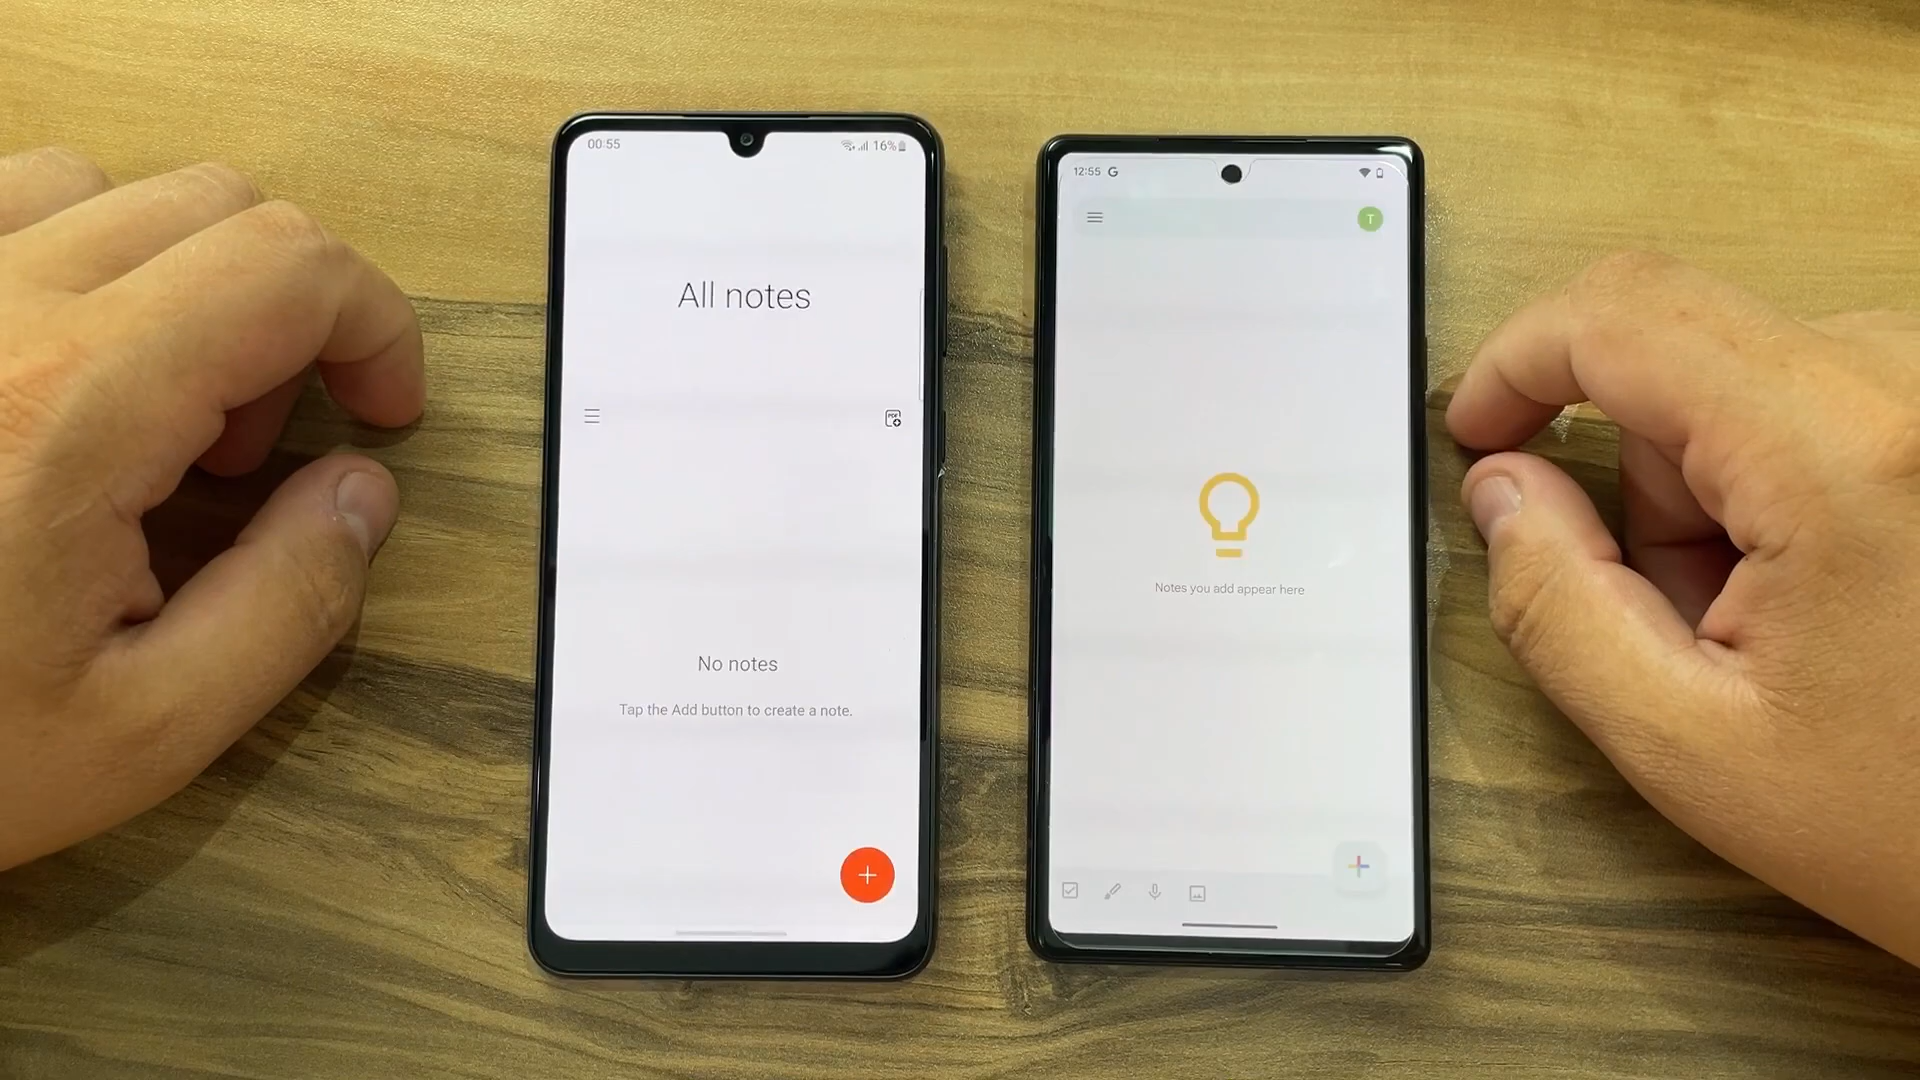 00:55
16%
All notes
PDF
No notes
Tap the Add button to create a note.
12:55 G
T
Notes you add appear here